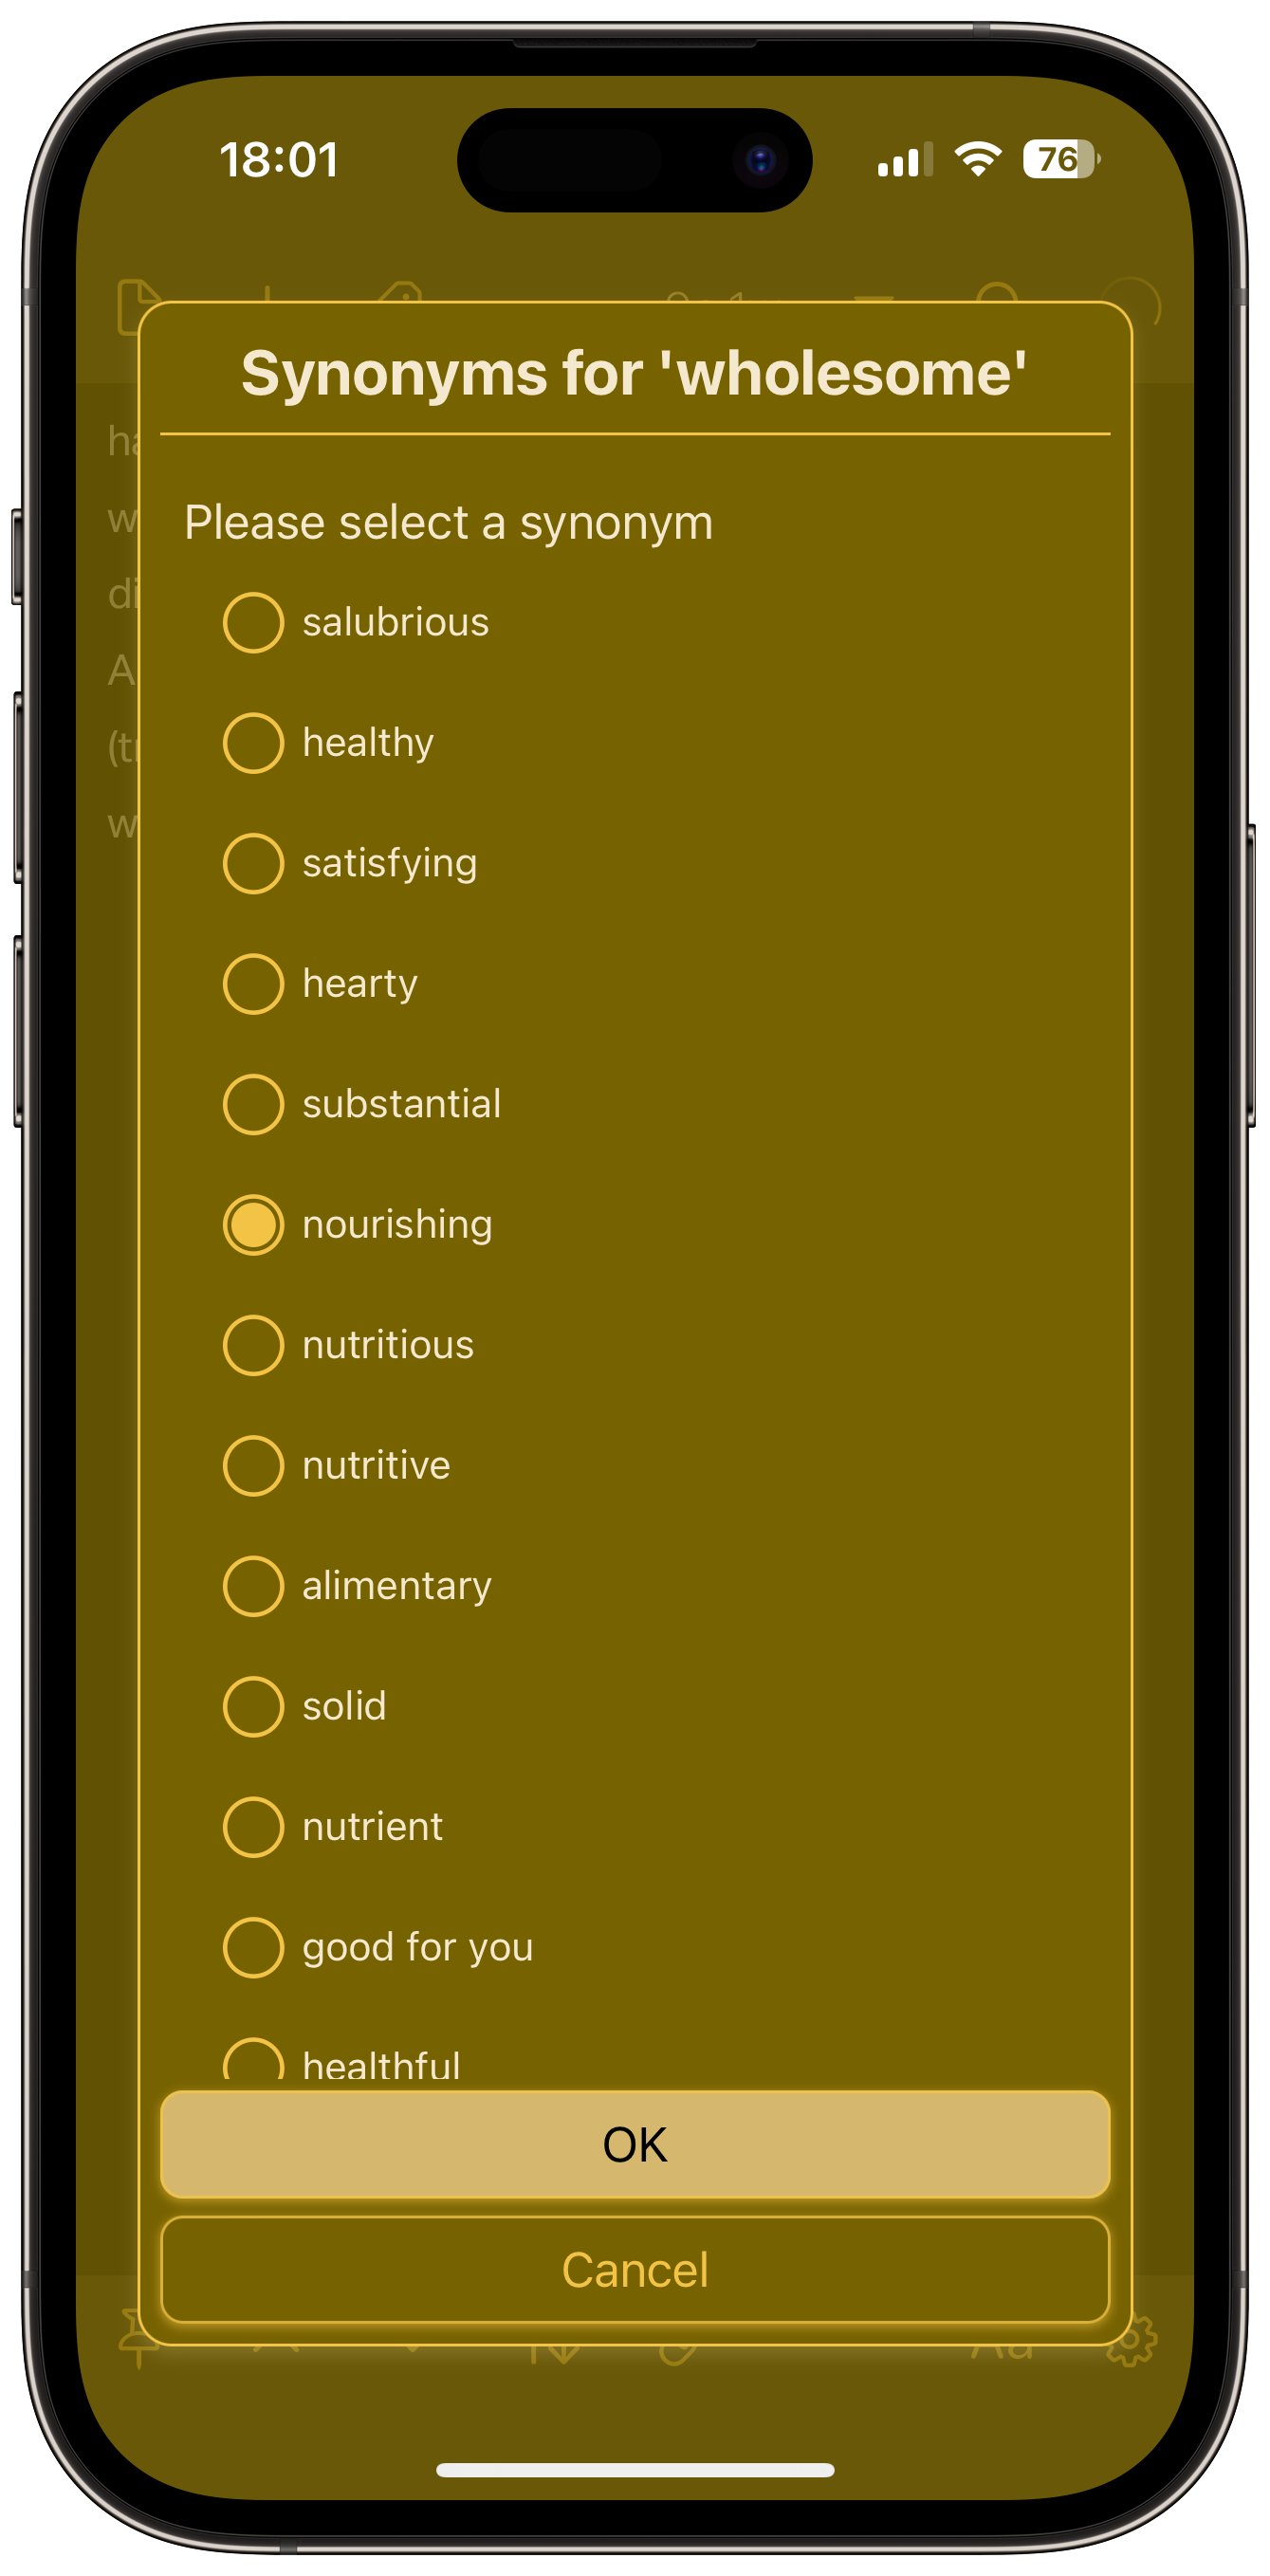 18:01
76
Synonyms for 'wholesome'
Please select a synonym
salubrious
healthy
satisfying
hearty
substantial
nourishing
nutritious
nutritive
alimentary
solid
nutrient
good for you
healthful
OK
Cancel